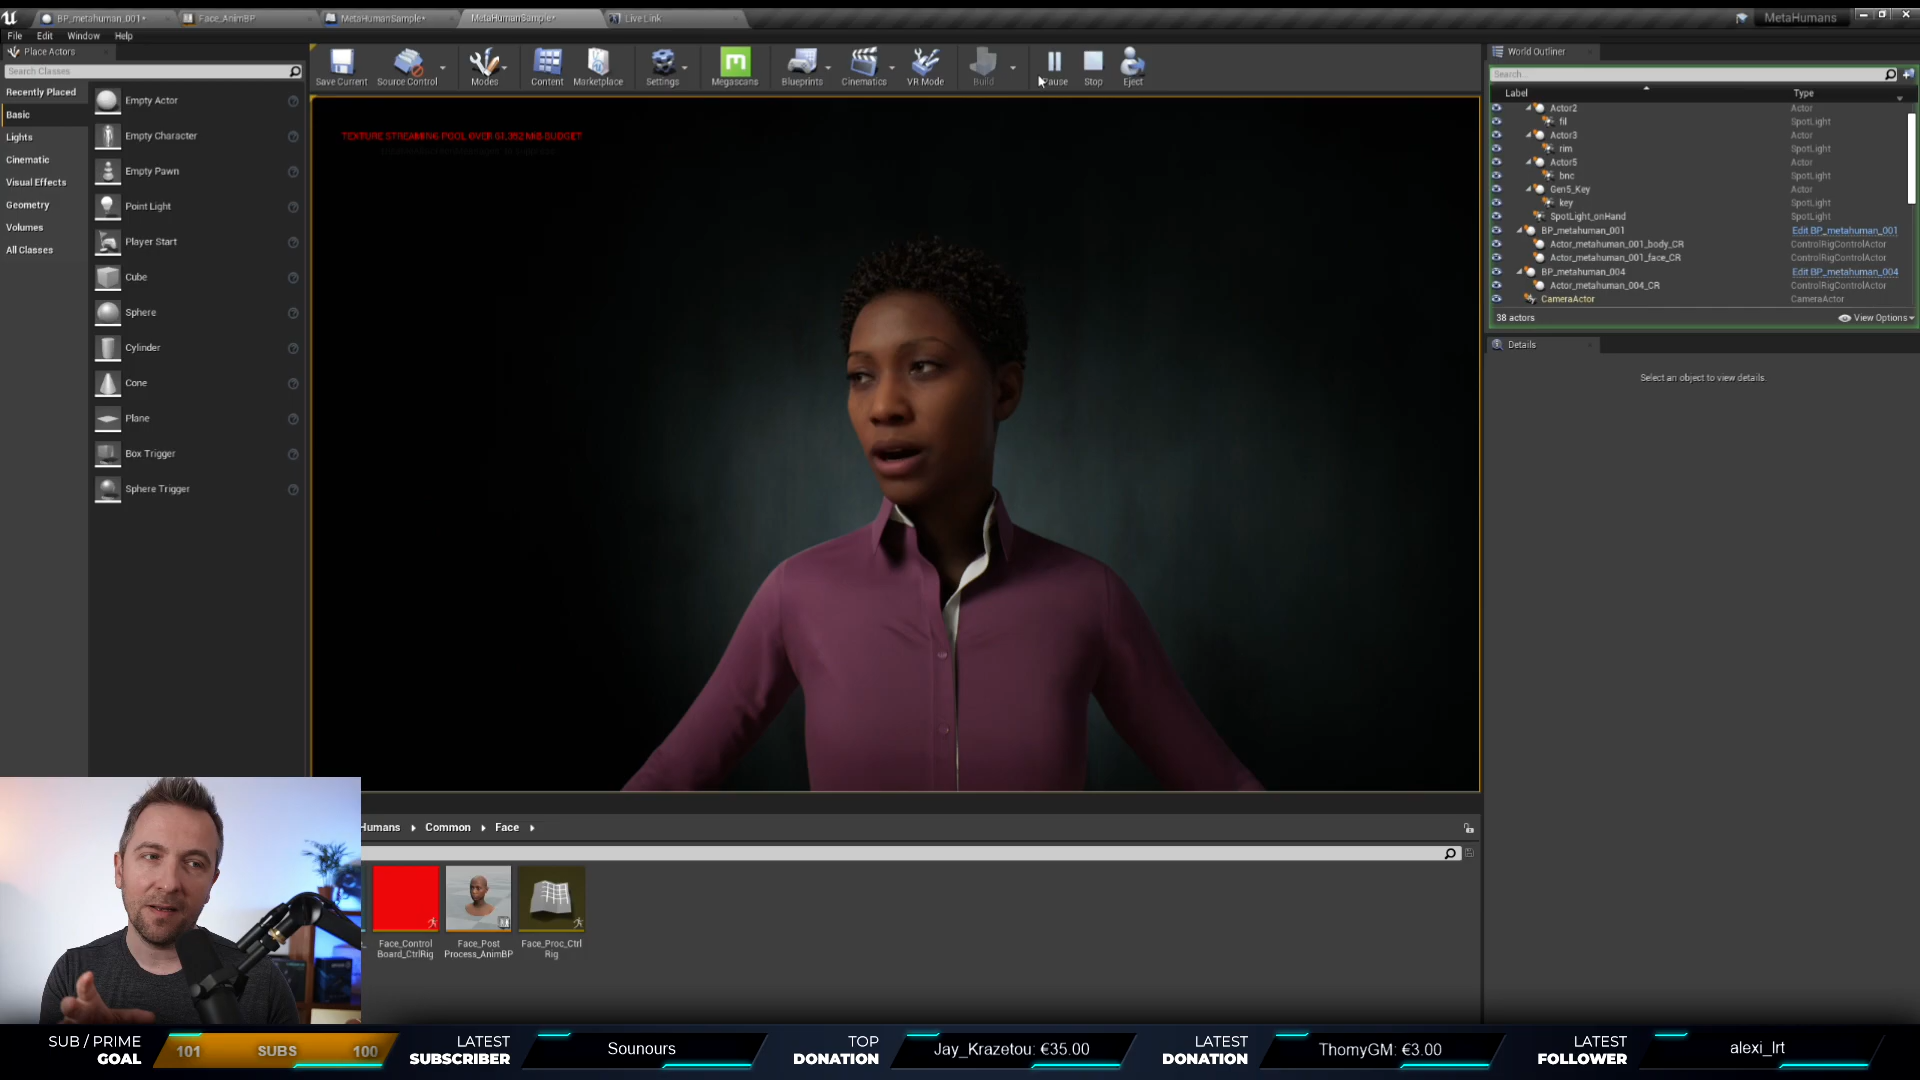 BP_metahuman_001*
Face_AnimBP
MetaHumanSample*
MetaHumanSample*
Live Link
MetaHumans
File Edit Window Help
Place Actors
Search Classes
Recently Placed
Basic
Lights
Cinematic
Visual Effects
Geometry
Volumes
All Classes
Empty Actor
Empty Character
Empty Pawn
Point Light
Player Start
Cube
Sphere
Cylinder
Cone
Plane
Box Trigger
Sphere Trigger
Save Current
Source Control
Modes
Content
Marketplace
Settings
Megascans
Blueprints
Cinematics
VR Mode
Build
Pause
Stop
Eject
World Outliner
Search...
Label Type
Actor2 Actor
fil SpotLight
Actor3 Actor
rim SpotLight
Actor5 Actor
bnc SpotLight
Gen5_Key Actor
key SpotLight
SpotLight_onHand SpotLight
BP_metahuman_001 Edit BP_metahuman_001
Actor_metahuman_001_body_CR ControlRigControlActor
Actor_metahuman_001_face_CR ControlRigControlActor
BP_metahuman_004 Edit BP_metahuman_004
Actor_metahuman_004_CR ControlRigControlActor
CameraActor CameraActor
38 actors
View Options
Details
Select an object to view details.
Humans Common Face
Face_Control
Board_CtrlRig
Face_Post
Process_AnimBP
Face_Proc_Ctrl
Rig
SUB / PRIME
GOAL
101 SUBS 100
LATEST
SUBSCRIBER
Sounours
TOP
DONATION
Jay_Krazetou: €35.00
LATEST
DONATION
ThomyGM: €3.00
LATEST
FOLLOWER
alexi_lrt